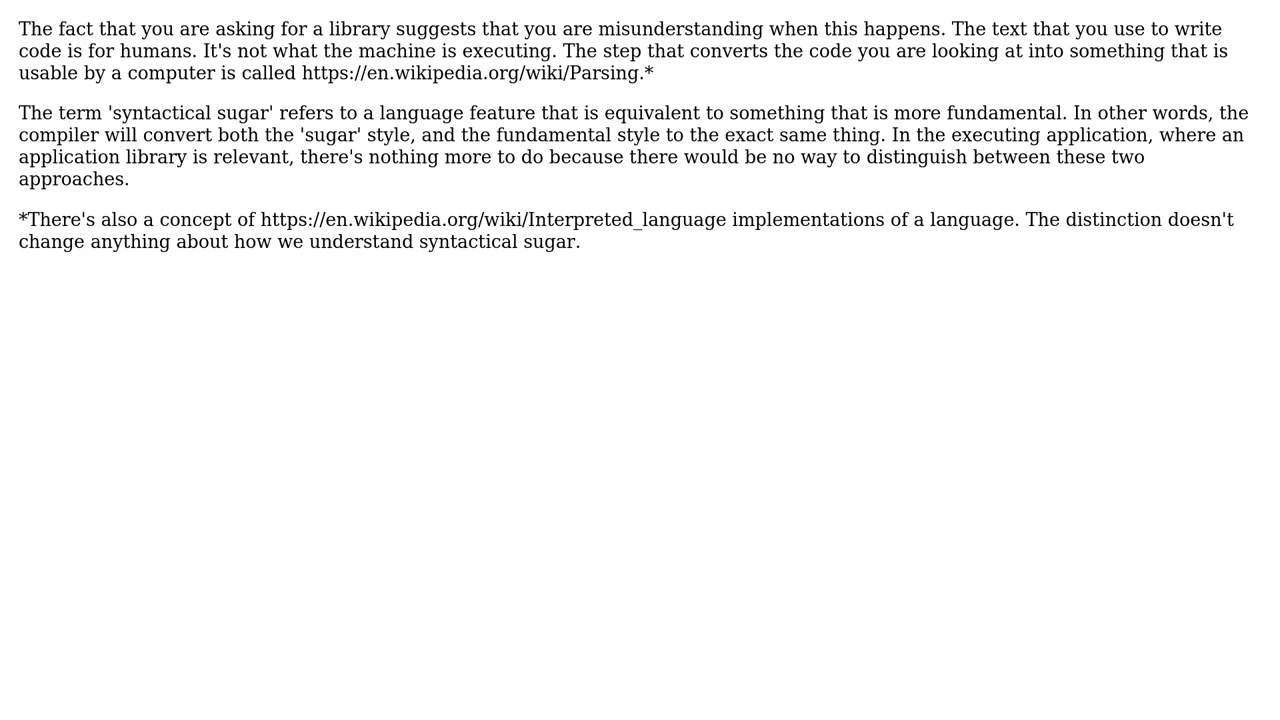 The fact that you are asking for a library suggests that you are misunderstanding when this happens. The text that you use to write
code is for humans. It's not what the machine is executing. The step that converts the code you are looking at into something that is
usable by a computer is called https://en.wikipedia.org/wiki/Parsing.*
The term 'syntactical sugar' refers to a language feature that is equivalent to something that is more fundamental. In other words, the
compiler will convert both the 'sugar' style, and the fundamental style to the exact same thing. In the executing application, where an
application library is relevant, there's nothing more to do because there would be no way to distinguish between these two
approaches.
*There's also a concept of https://en.wikipedia.org/wiki/Interpreted_language implementations of a language. The distinction doesn't
change anything about how we understand syntactical sugar.